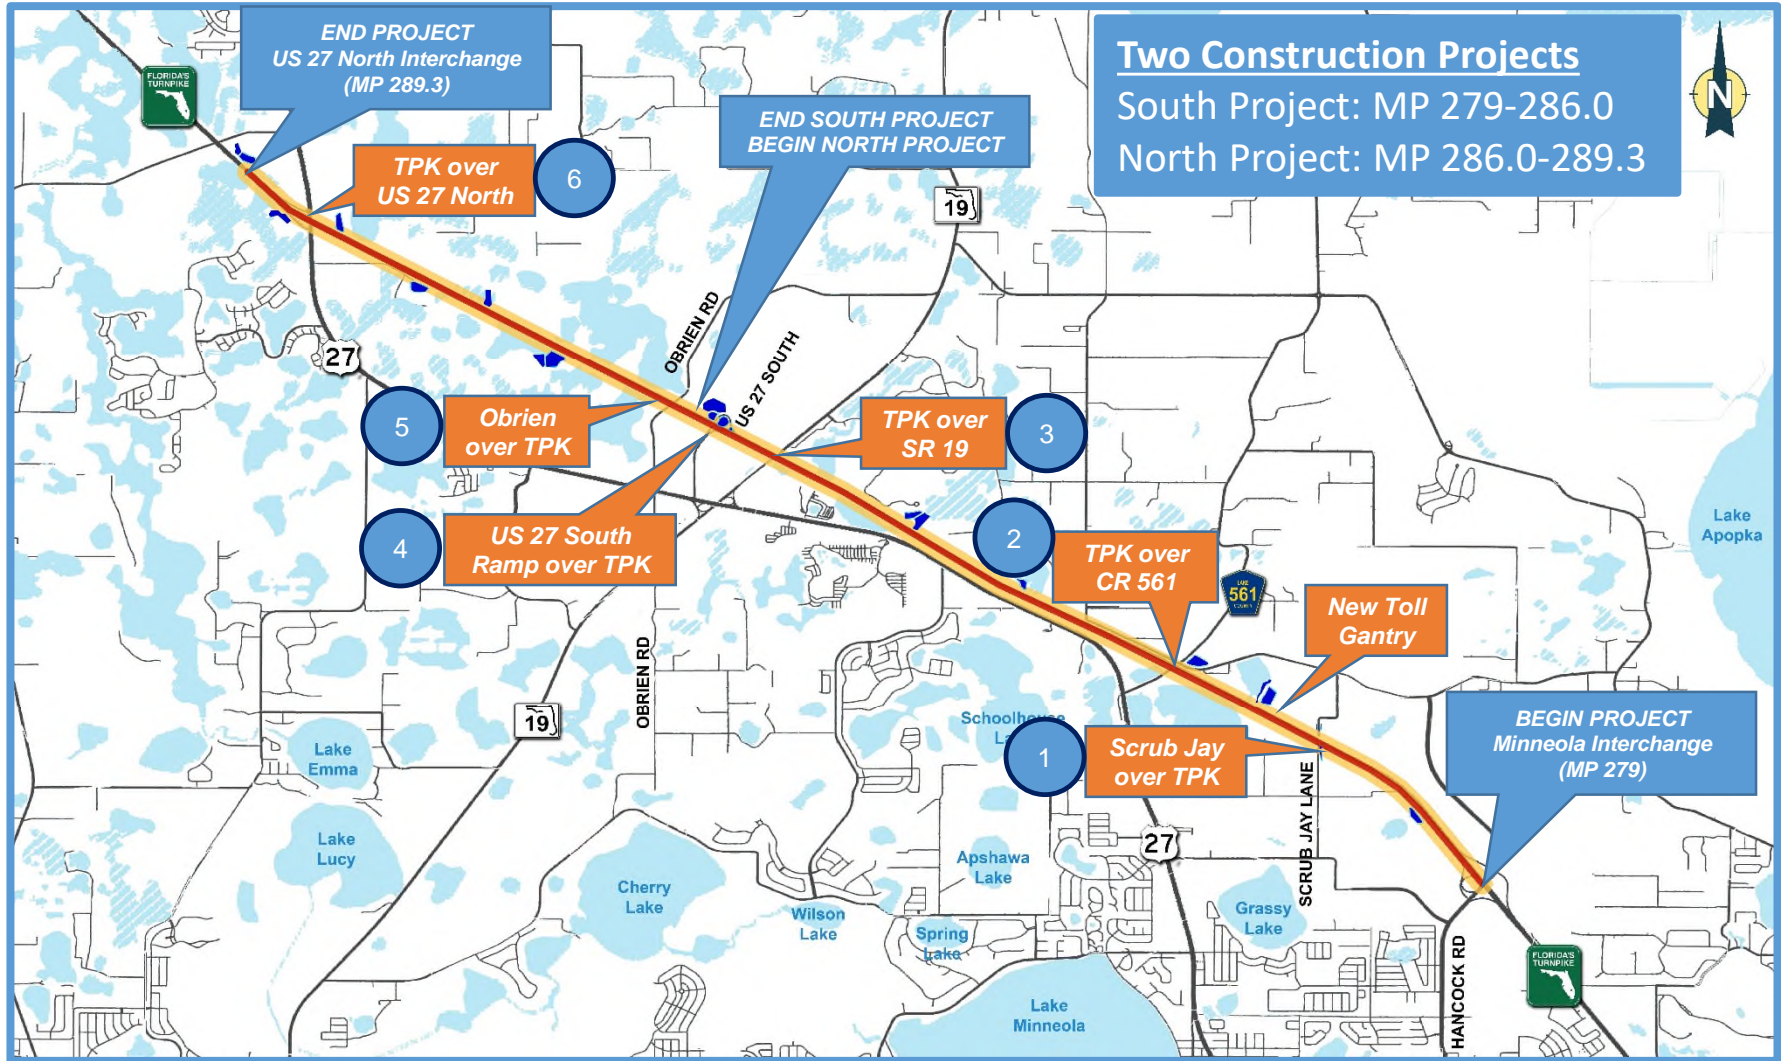 END PROJECT
US 27 North Interchange
(MP 289.3)
Two Construction Projects
South Project: MP 279-286.0
North Project: MP 286.0-289.3
N
FLORIDA'S
TURNPIKE
END SOUTH PROJECT
BEGIN NORTH PROJECT
TPK over
US 27 North
6
19
OBRIEN RD
US 27 SOUTH
27
5
Obrien
over TPK
TPK over
SR 19
3
4
US 27 South
Ramp over TPK
2
TPK over
CR 561
LAKE
561
COUNTY
New Toll
Gantry
Lake
Apopka
OBRIEN RD
19
Schoolhouse
La
1
Scrub Jay
over TPK
BEGIN PROJECT
Minneola Interchange
(MP 279)
Lake
Emma
SCRUB JAY LANE
Lake
Lucy
27
Apshawa
Lake
Cherry
Lake
Wilson
Lake
Spring
Lake
Grassy
Lake
HANCOCK RD
FLORIDA'S
TURNPIKE
Lake
Minneola